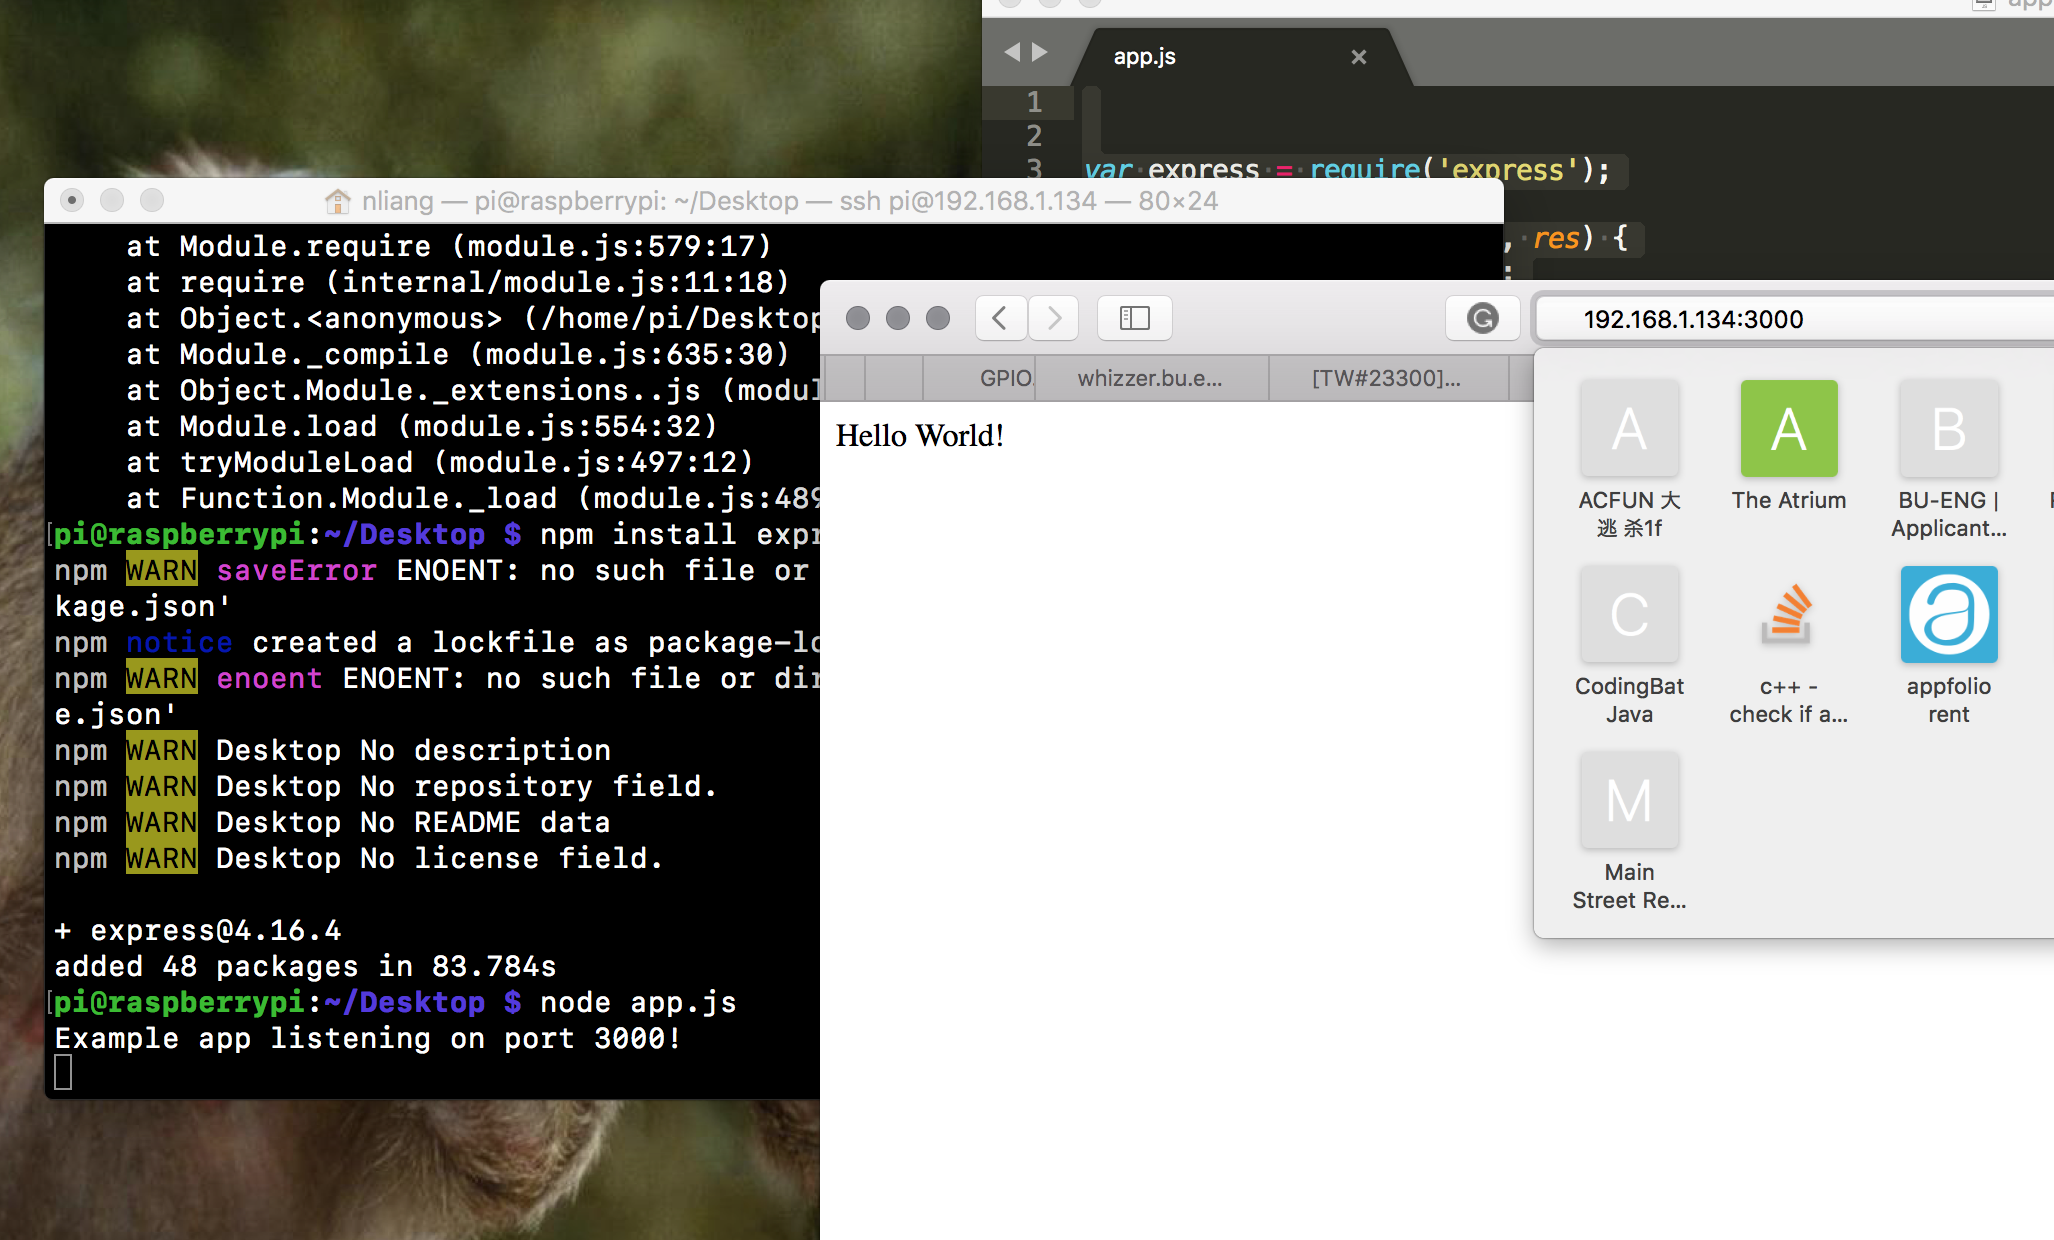 app.js
1
2
3
var express = require('express');
, res) {
;
nliang — pi@raspberrypi: ~/Desktop — ssh pi@192.168.1.134 — 80×24
at Module.require (module.js:579:17)
at require (internal/module.js:11:18)
at Object.<anonymous> (/home/pi/Desktop
at Module._compile (module.js:635:30)
at Object.Module._extensions..js (modul
at Module.load (module.js:554:32)
at tryModuleLoad (module.js:497:12)
at Function.Module._load (module.js:489
pi@raspberrypi:~/Desktop $ npm install expr
npm WARN saveError ENOENT: no such file or
kage.json'
npm notice created a lockfile as package-lo
npm WARN enoent ENOENT: no such file or dir
e.json'
npm WARN Desktop No description
npm WARN Desktop No repository field.
npm WARN Desktop No README data
npm WARN Desktop No license field.
+ express@4.16.4
added 48 packages in 83.784s
pi@raspberrypi:~/Desktop $ node app.js
Example app listening on port 3000!
192.168.1.134:3000
GPIO.
whizzer.bu.e...
[TW#23300]...
Hello World!
A
A
B
ACFUN 大
逃 杀1f
The Atrium
BU-ENG |
Applicant...
C
a
CodingBat
Java
c++ -
check if a...
appfolio
rent
M
Main
Street Re...